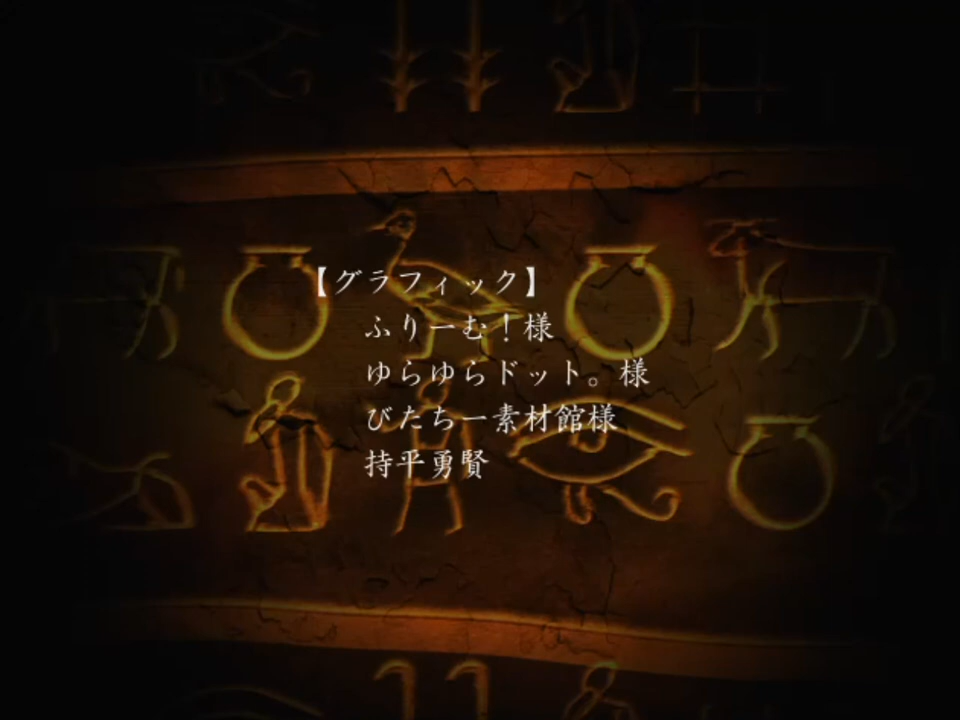 【グラフィック】
ふりーむ！様
ゆらゆらドット。様
びたちー素材館様
持平勇賢